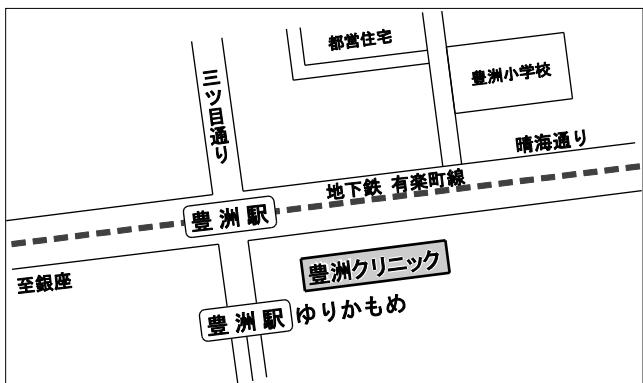 都営住宅
豊洲小学校
三ツ目通り
晴海通り
地下鉄 有楽町線
豊洲駅
豊洲クリニック
至銀座
豊洲駅 ゆりかもめ